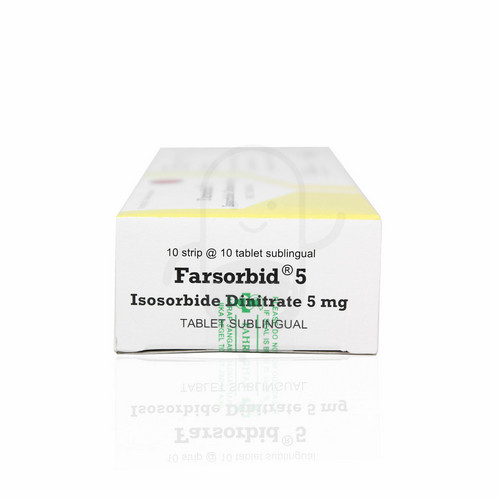 10 strip @ 10 tablet sublingual
Farsorbid® 5
Isosorbide Dinitrate 5 mg
TABLET SUBLINGUAL